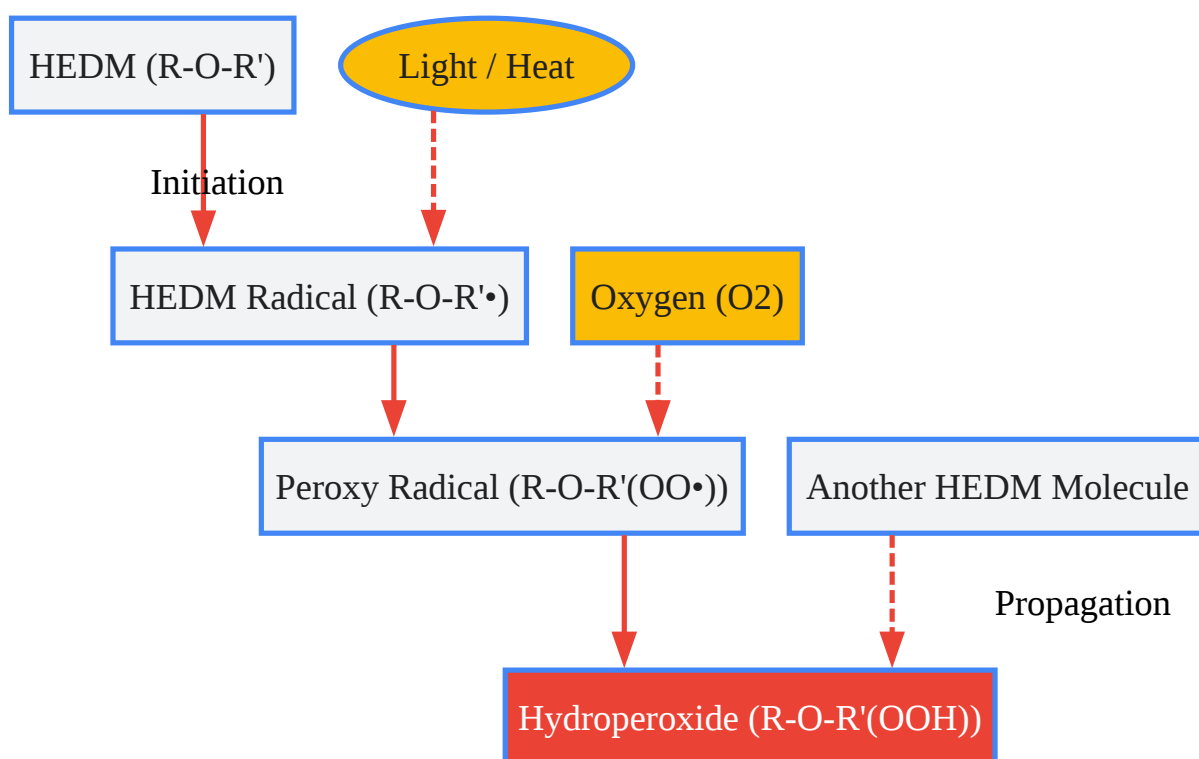 HEDM (R-O-R')
Light / Heat
Initiation
HEDM Radical (R-O-R'•)
Oxygen (O2)
Peroxy Radical (R-O-R'(OO•))
Another HEDM Molecule
Propagation
Hydroperoxide (R-O-R'(OOH))